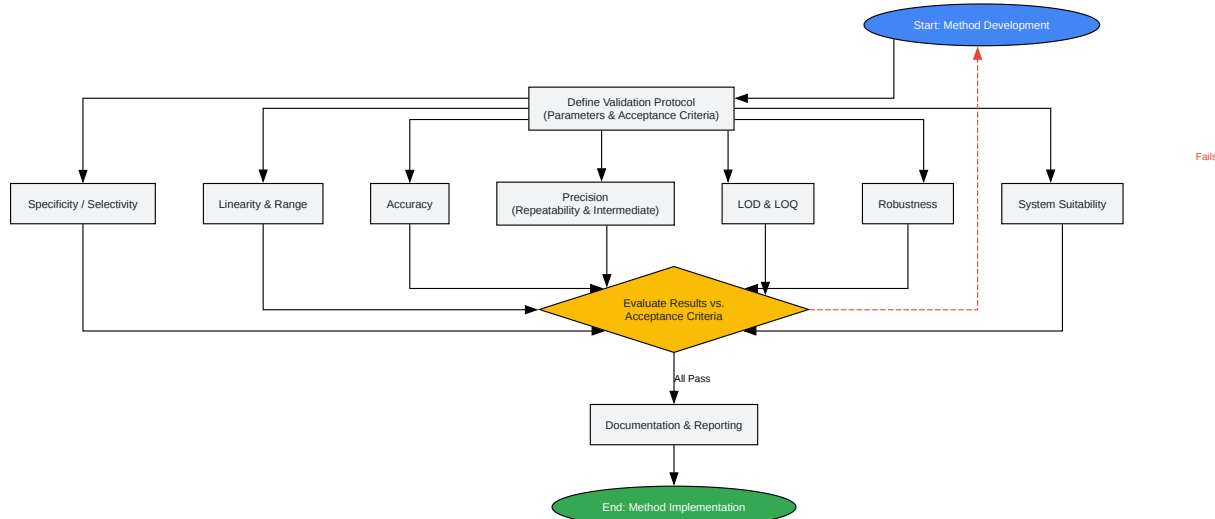 Start: Method Development
Define Validation Protocol
(Parameters & Acceptance Criteria)
Fails
Specificity / Selectivity
Linearity & Range
Accuracy
Precision
(Repeatability & Intermediate)
LOD & LOQ
Robustness
System Suitability
Evaluate Results vs.
Acceptance Criteria
All Pass
Documentation & Reporting
End: Method Implementation